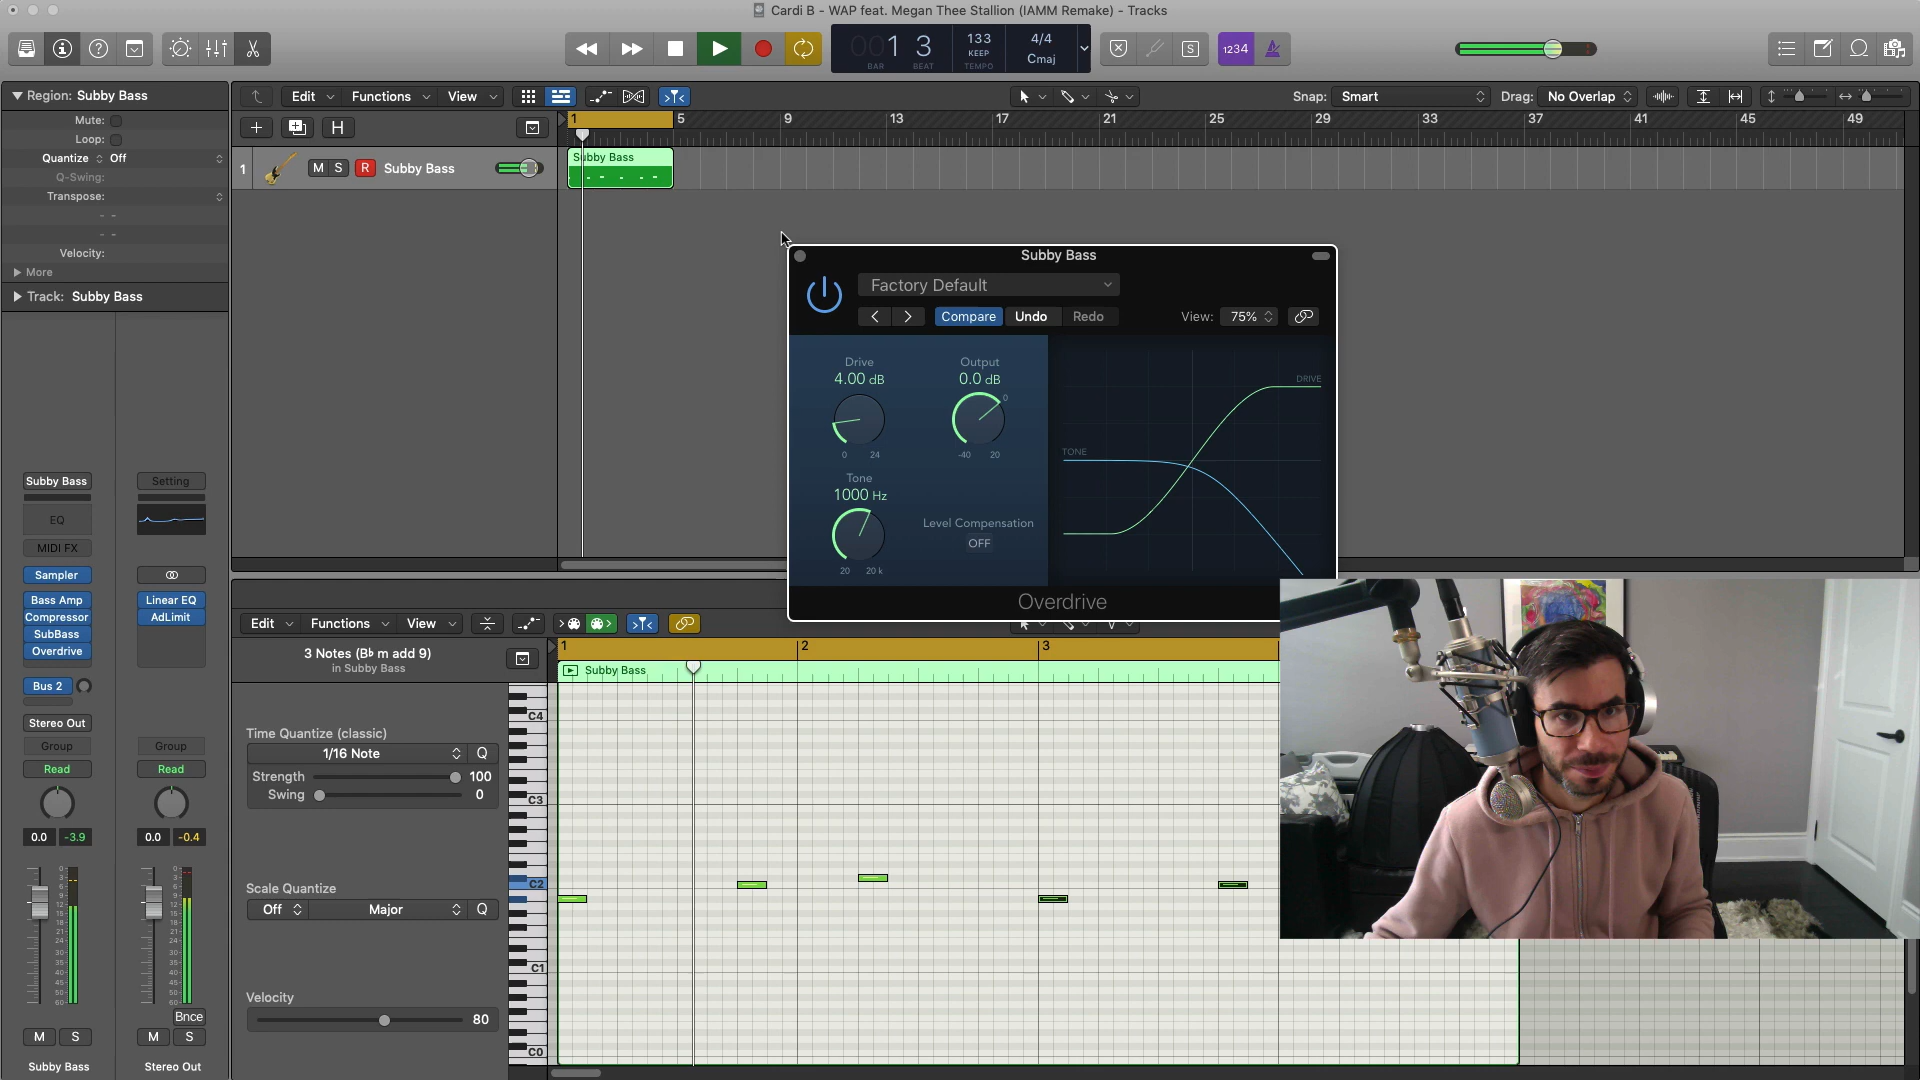 Cardi B - WAP feat. Megan Thee Stallion (IAMM Remake) - Tracks
001 3
BAR BEAT
133
KEEP
TEMPO
4/4
Cmaj
S
1234
Region: Subby Bass
Mute:
Loop:
Quantize Off
Q-Swing:
Transpose:
- -
- -
Velocity:
More
Track: Subby Bass
Edit Functions View
Snap: Smart
Drag: No Overlap
H
1 5 9 13 17 21 25 29 33 37 41 45 49
1 M S R Subby Bass
Subby Bass
Subby Bass
Factory Default
Compare Undo Redo
View: 75%
Drive
4.00 dB
0 24
Output
0.0 dB
0
-40 20
Tone
1000 Hz
20 20 k
Level Compensation
OFF
DRIVE
TONE
Overdrive
Subby Bass Setting
EQ
MIDI FX
Sampler
Bass Amp Linear EQ
Compressor AdLimit
SubBass
Overdrive
Bus 2
Stereo Out
Group Group
Read Read
0.0 -3.9 0.0 -0.4
Bnce
M S M S
Subby Bass Stereo Out
Edit Functions View
3 Notes (B♭ m add 9)
in Subby Bass
1 2 3
Subby Bass
Time Quantize (classic)
1/16 Note Q
Strength 100
Swing 0
Scale Quantize
Off Major Q
Velocity
80
C4
C3
C2
C1
C0